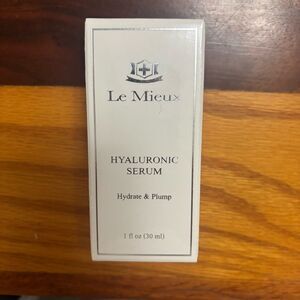 Le Mieux
HYALURONIC
SERUM
Hydrate & Plump
1 fl oz (30 ml)